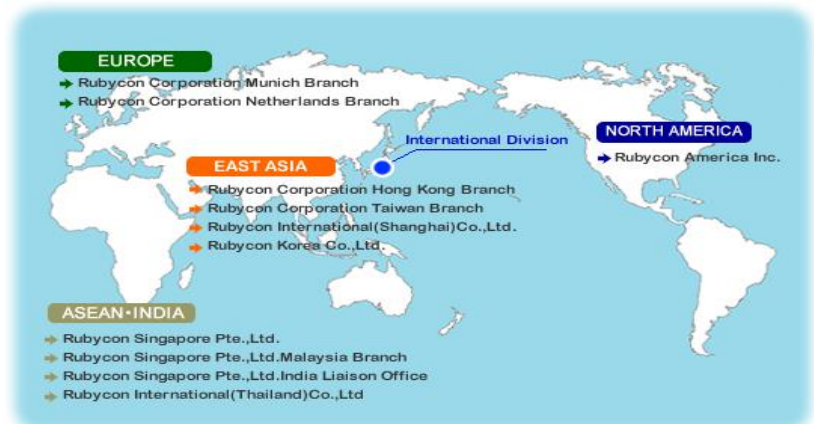 EUROPE
Rubycon Corporation Munich Branch
Rubycon Corporation Netherlands Branch
International Division
NORTH AMERICA
Rubycon America Inc.
EAST ASIA
Rubycon Corporation Hong Kong Branch
Rubycon Corporation Taiwan Branch
Rubycon International(Shanghai)Co.,Ltd.
Rubycon Korea Co.,Ltd.
ASEAN・INDIA
Rubycon Singapore Pte.,Ltd.
Rubycon Singapore Pte.,Ltd.Malaysia Branch
Rubycon Singapore Pte.,Ltd.India Liaison Office
Rubycon International(Thailand)Co.,Ltd